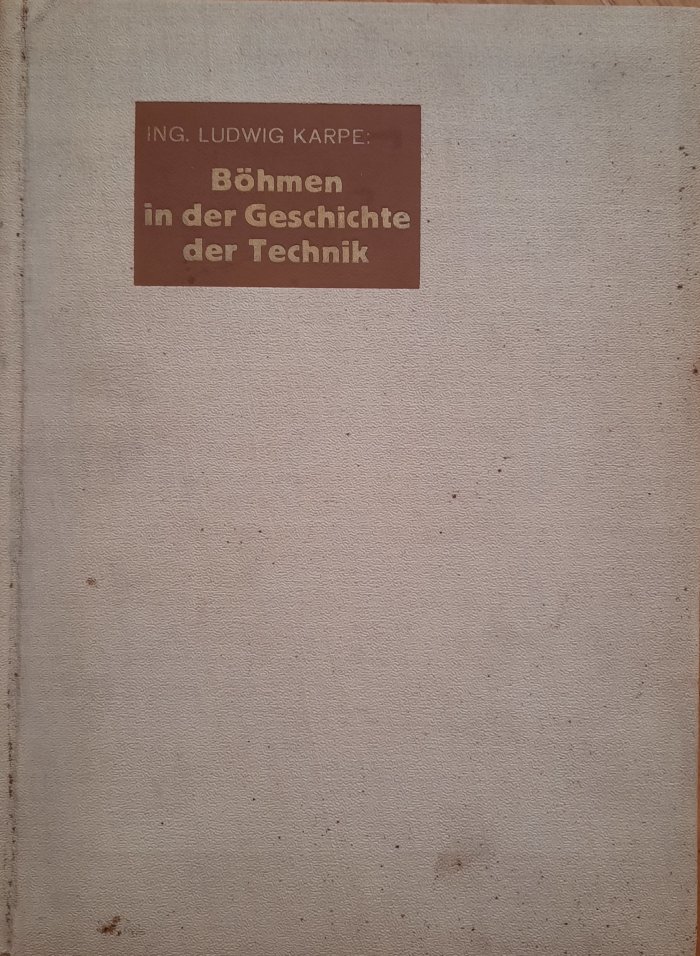 ING. LUDWIG KARPE:
Böhmen
in der Geschichte
der Technik